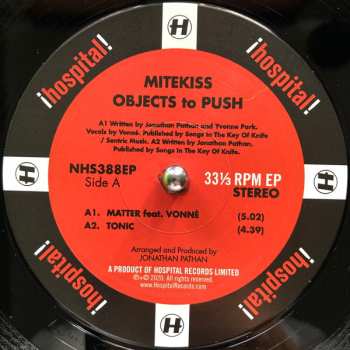 ¡hospital!
¡hospital!
¡hospital!
¡hospital!
MITEKISS
OBJECTS to PUSH
A1 Written by Jonathan Pathan and Yvonne Park.
Vocals by Vonné. Published by Songs In The Key Of Knife
/ Sentric Music. A2 Written by Jonathan Pathan.
Published by Songs In The Key Of Knife.
NHS388EP
Side A
33⅓ RPM EP
STEREO
A1. MATTER feat. VONNÉ (5.02)
A2. TONIC (4.39)
Arranged and Produced by
JONATHAN PATHAN
A PRODUCT OF HOSPITAL RECORDS LIMITED
℗+© 2020. All rights reserved.
www.HospitalRecords.com